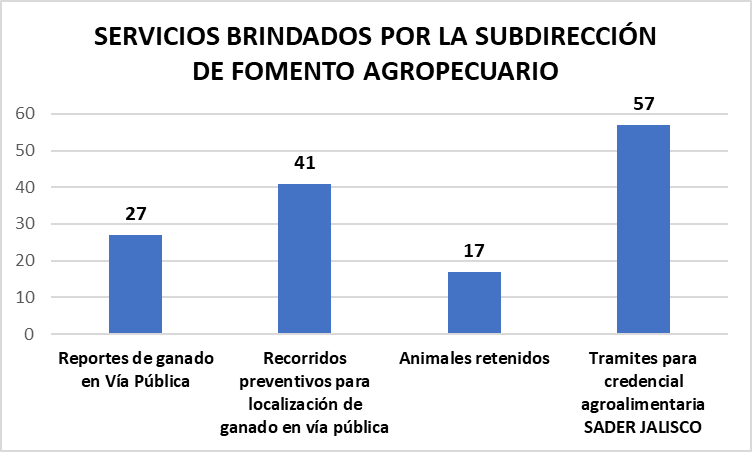 SERVICIOS BRINDADOS POR LA SUBDIRECCIÓN
DE FOMENTO AGROPECUARIO
60
50
40
30
20
10
0
27
41
17
57
Reportes de ganado
en Vía Pública
Recorridos
preventivos para
localización de
ganado en vía pública
Animales retenidos
Tramites para
credencial
agroalimentaria
SADER JALISCO